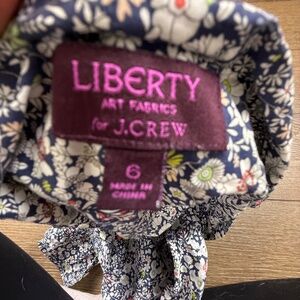 LIBERTY
ART FABRICS
for J.CREW
6
MADE IN
CHINA